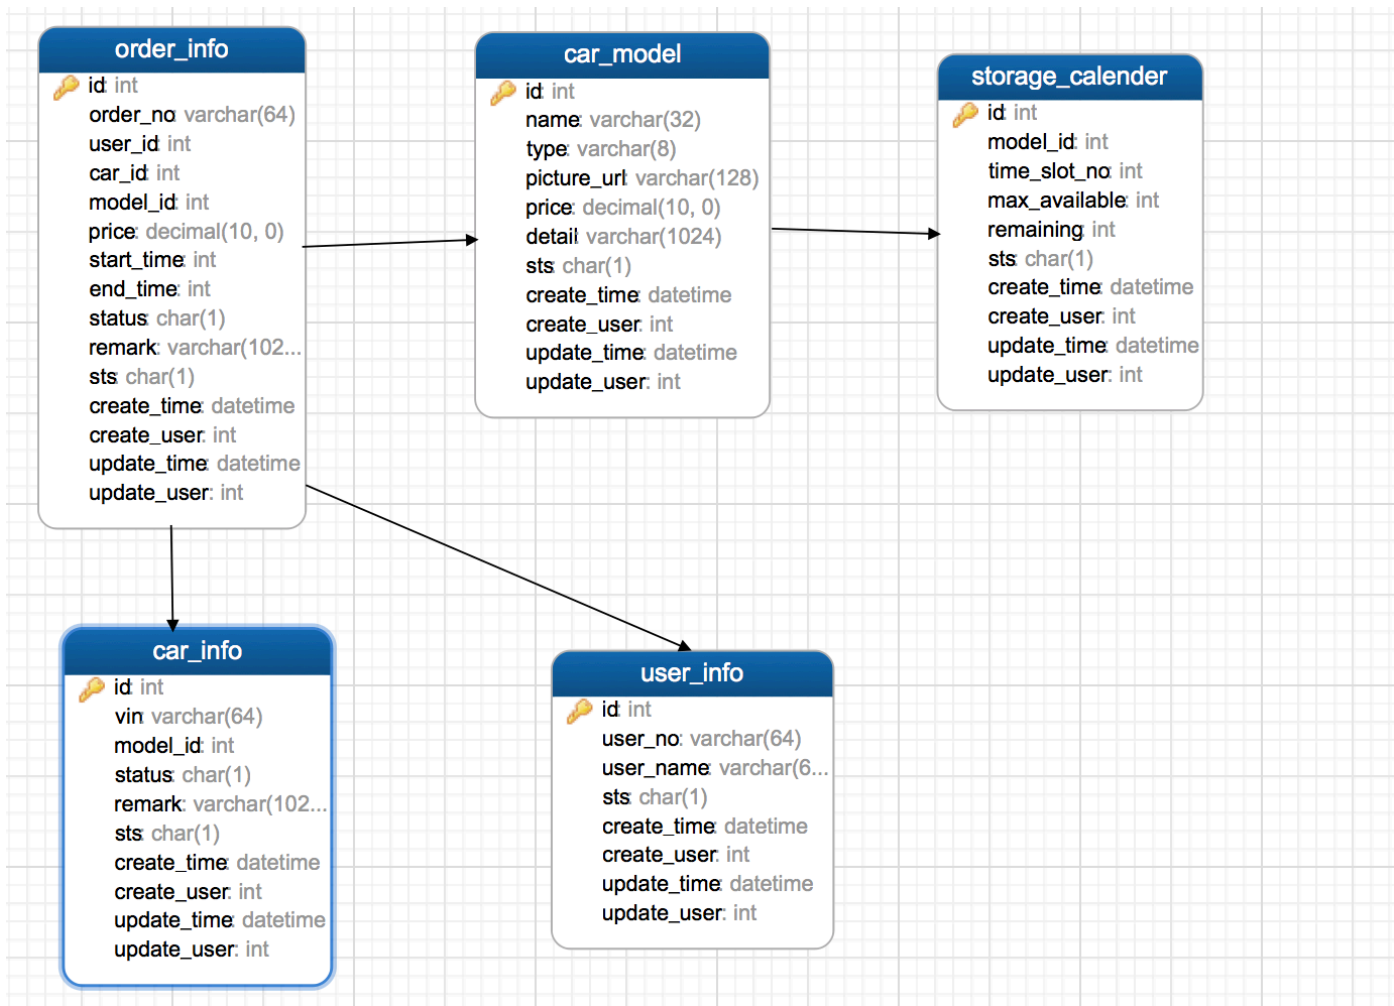 order_info
id: int
order_no: varchar(64)
user_id: int
car_id: int
model_id: int
price: decimal(10, 0)
start_time: int
end_time: int
status: char(1)
remark: varchar(102...
sts: char(1)
create_time: datetime
create_user: int
update_time: datetime
update_user: int
car_model
id: int
name: varchar(32)
type: varchar(8)
picture_url: varchar(128)
price: decimal(10, 0)
detail: varchar(1024)
sts: char(1)
create_time: datetime
create_user: int
update_time: datetime
update_user: int
storage_calender
id: int
model_id: int
time_slot_no: int
max_available: int
remaining: int
sts: char(1)
create_time: datetime
create_user: int
update_time: datetime
update_user: int
car_info
id: int
vin: varchar(64)
model_id: int
status: char(1)
remark: varchar(102...
sts: char(1)
create_time: datetime
create_user: int
update_time: datetime
update_user: int
user_info
id: int
user_no: varchar(64)
user_name: varchar(6...
sts: char(1)
create_time: datetime
create_user: int
update_time: datetime
update_user: int